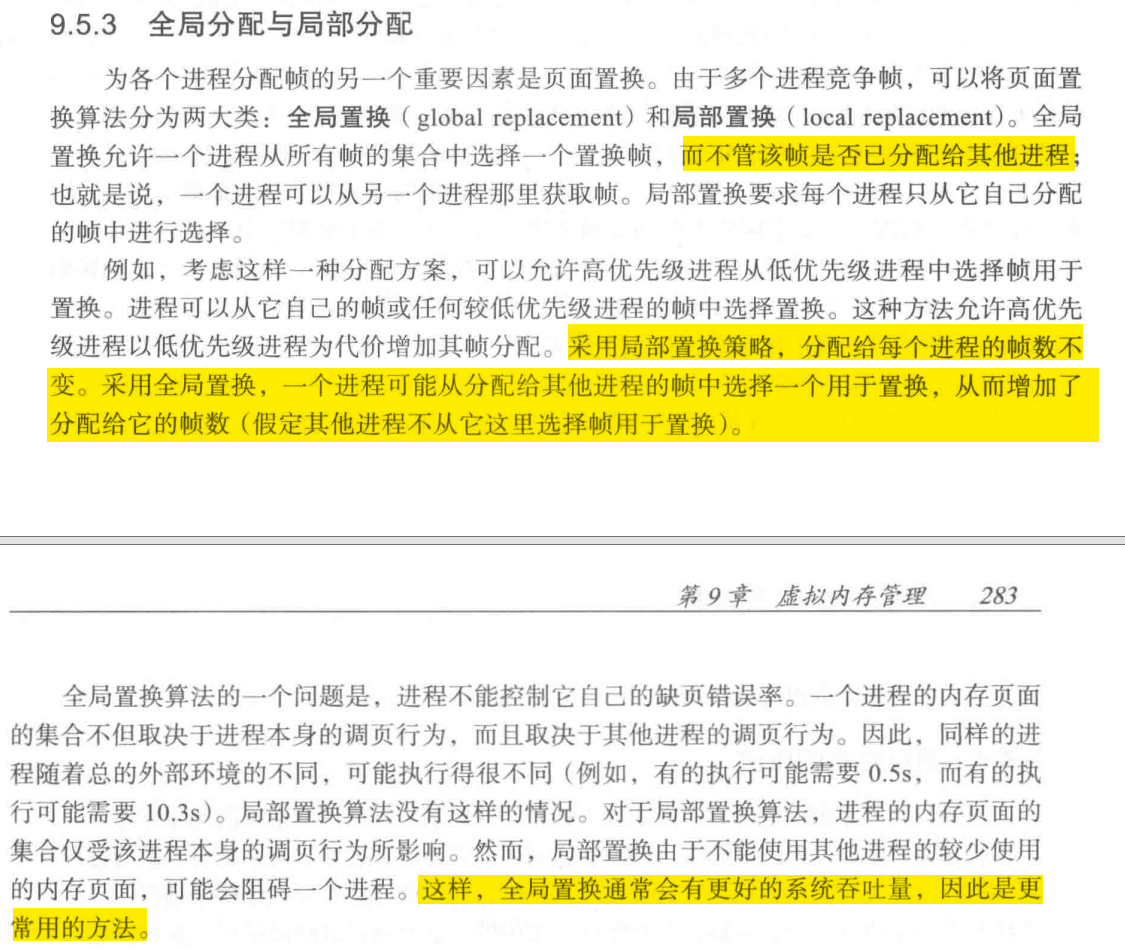 9.5.3 全局分配与局部分配
为各个进程分配帧的另一个重要因素是页面置换。由于多个进程竞争帧，可以将页面置
换算法分为两大类：全局置换（global replacement）和局部置换（local replacement）。全局
置换允许一个进程从所有帧的集合中选择一个置换帧，而不管该帧是否已分配给其他进程；
也就是说，一个进程可以从另一个进程那里获取帧。局部置换要求每个进程只从它自己分配
的帧中进行选择。
例如，考虑这样一种分配方案，可以允许高优先级进程从低优先级进程中选择帧用于
置换。进程可以从它自己的帧或任何较低优先级进程的帧中选择置换。这种方法允许高优先
级进程以低优先级进程为代价增加其帧分配。采用局部置换策略，分配给每个进程的帧数不
变。采用全局置换，一个进程可能从分配给其他进程的帧中选择一个用于置换，从而增加了
分配给它的帧数（假定其他进程不从它这里选择帧用于置换）。
第9章 虚拟内存管理 283
全局置换算法的一个问题是，进程不能控制它自己的缺页错误率。一个进程的内存页面
的集合不但取决于进程本身的调页行为，而且取决于其他进程的调页行为。因此，同样的进
程随着总的外部环境的不同，可能执行得很不同（例如，有的执行可能需要 0.5s，而有的执
行可能需要 10.3s）。局部置换算法没有这样的情况。对于局部置换算法，进程的内存页面的
集合仅受该进程本身的调页行为所影响。然而，局部置换由于不能使用其他进程的较少使用
的内存页面，可能会阻碍一个进程。这样，全局置换通常会有更好的系统吞吐量，因此是更
常用的方法。